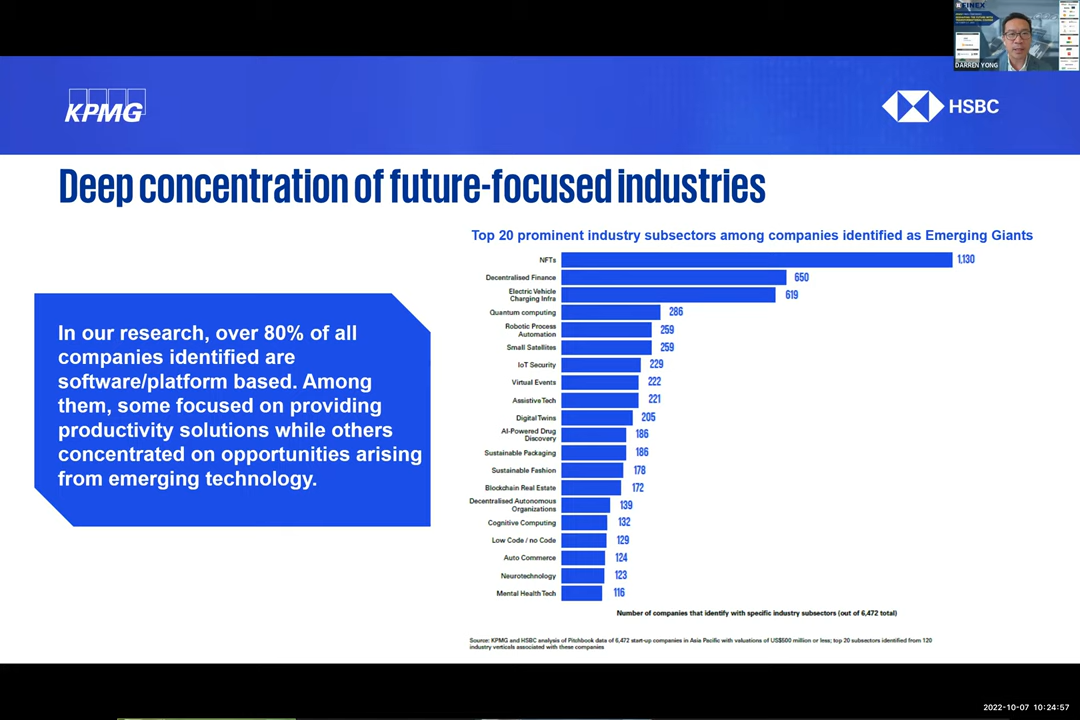 FINEX
DARREN YONG
KPMG
HSBC
Deep concentration of future-focused industries
In our research, over 80% of all
companies identified are
software/platform based. Among
them, some focused on providing
productivity solutions while others
concentrated on opportunities arising
from emerging technology.
Top 20 prominent industry subsectors among companies identified as Emerging Giants
NFTs 1,130
Decentralised Finance 650
Electric Vehicle
Charging Infra 619
Quantum computing 286
Robotic Process
Automation 259
Small Satellites 259
IoT Security 229
Virtual Events 222
Assistive Tech 221
Digital Twins 205
AI-Powered Drug
Discovery 186
Sustainable Packaging 186
Sustainable Fashion 178
Blockchain Real Estate 172
Decentralised Autonomous
Organizations 139
Cognitive Computing 132
Low Code / no Code 129
Auto Commerce 124
Neurotechnology 123
Mental Health Tech 116
Number of companies that identify with specific industry subsectors (out of 6,472 total)
Source: KPMG and HSBC analysis of Pitchbook data of 6,472 start-up companies in Asia Pacific with valuations of US$500 million or less; top 20 subsectors identified from 120
industry verticals associated with these companies
2022-10-07 10:24:57